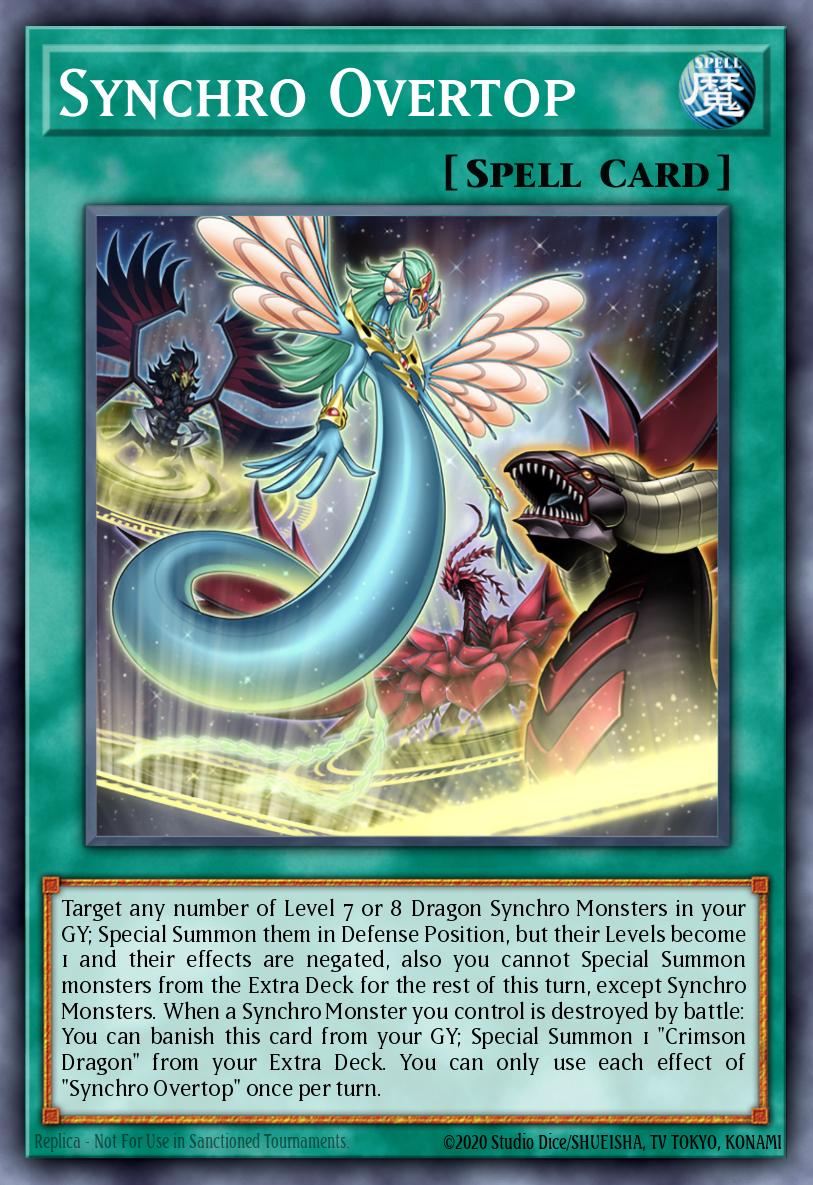 Synchro Overtop
SPELL
魔
[ Spell Card ]
Target any number of Level 7 or 8 Dragon Synchro Monsters in your
GY; Special Summon them in Defense Position, but their Levels become
1 and their effects are negated, also you cannot Special Summon
monsters from the Extra Deck for the rest of this turn, except Synchro
Monsters. When a Synchro Monster you control is destroyed by battle:
You can banish this card from your GY; Special Summon 1 "Crimson
Dragon" from your Extra Deck. You can only use each effect of
"Synchro Overtop" once per turn.
Replica - Not For Use in Sanctioned Tournaments.
©2020 Studio Dice/SHUEISHA, TV TOKYO, KONAMI